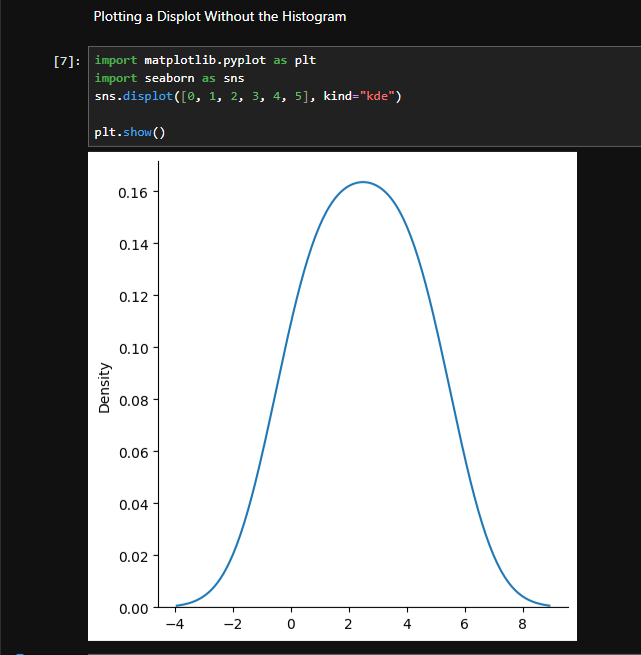 Plotting a Displot Without the Histogram
[7]:
import matplotlib.pyplot as plt
import seaborn as sns
sns.displot([0, 1, 2, 3, 4, 5], kind="kde")
plt.show()
0.16
0.14
0.12
0.10
0.08
0.06
0.04
0.02
0.00
Density
−4 −2 0 2 4 6 8